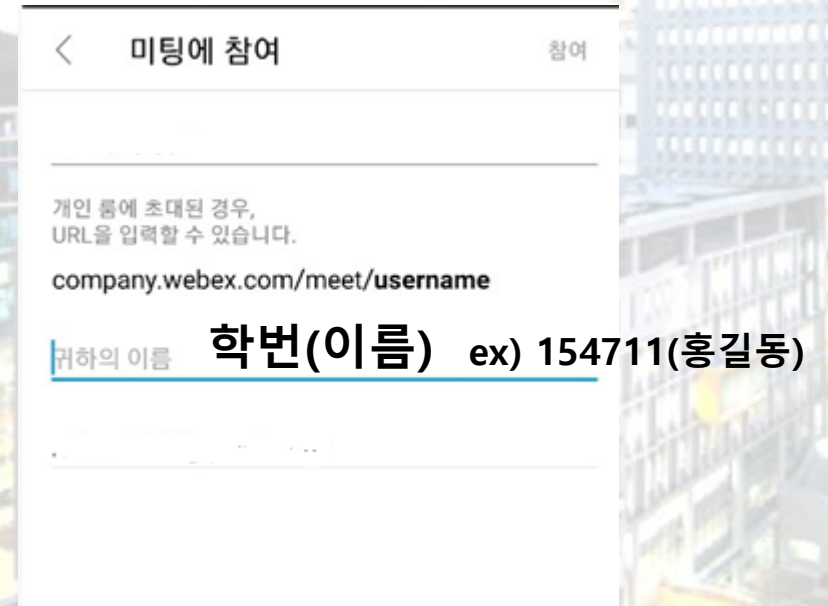 미팅에 참여 참여
개인 룸에 초대된 경우,
URL을 입력할 수 있습니다.
company.webex.com/meet/username
귀하의 이름 학번(이름) ex) 154711(홍길동)